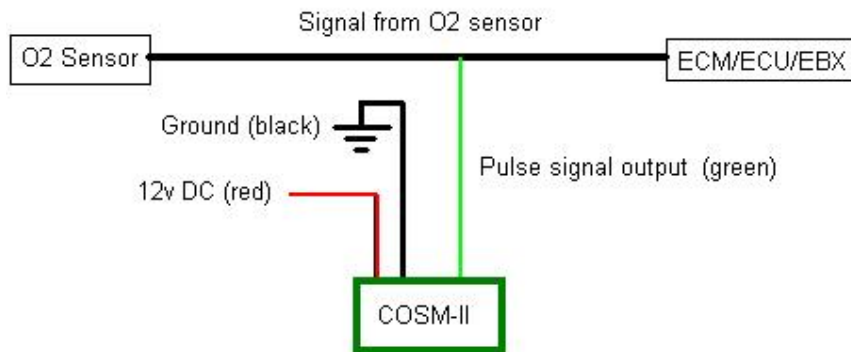 Signal from O2 sensor
O2 Sensor
ECM/ECU/EBX
Ground (black)
Pulse signal output (green)
12v DC (red)
COSM-II